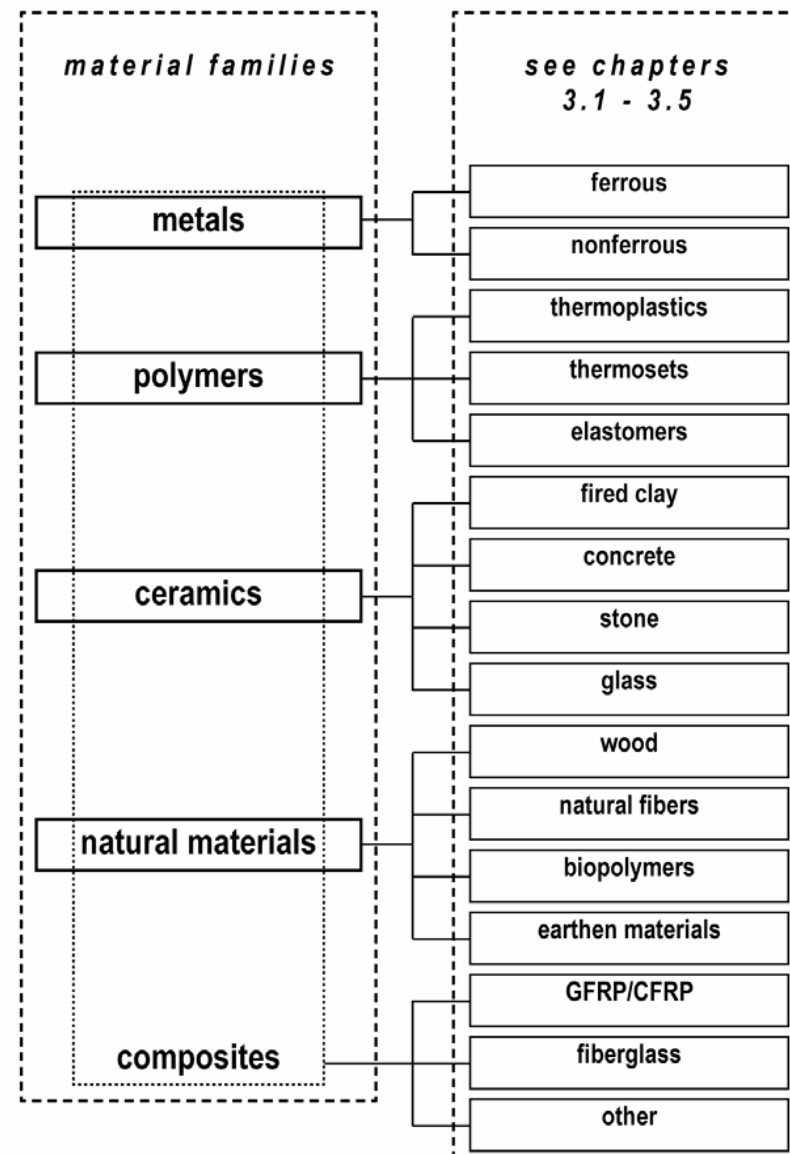 material families
see chapters
3.1 - 3.5
metals
ferrous
nonferrous
polymers
thermoplastics
thermosets
elastomers
ceramics
fired clay
concrete
stone
glass
natural materials
wood
natural fibers
biopolymers
earthen materials
composites
GFRP/CFRP
fiberglass
other